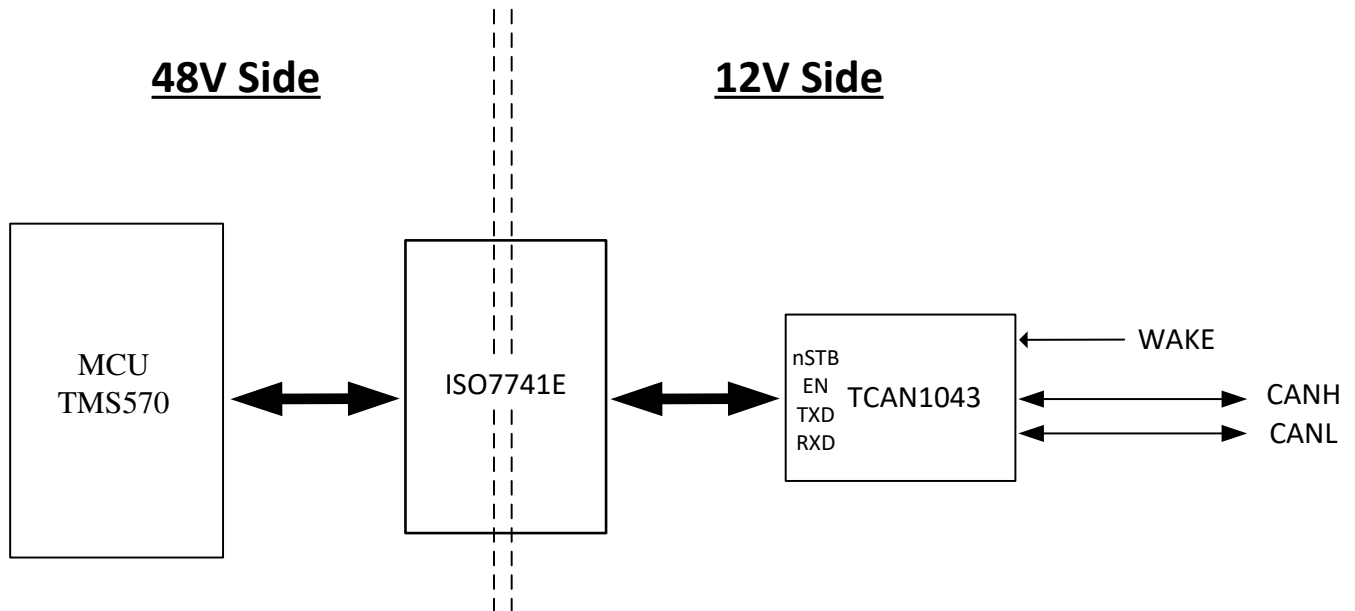 48V Side
12V Side
MCU
TMS570
ISO7741E
nSTB
EN
TXD
RXD
TCAN1043
WAKE
CANH
CANL